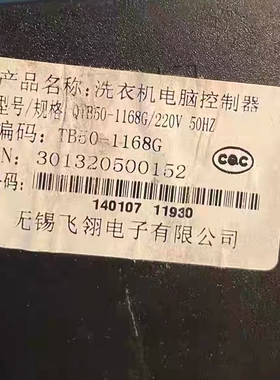 产品名称: 洗衣机电脑控制器
型号/规格 QTB50-1168G/220V 50HZ
编码: TB50-1168G
N: 301320500152
CQC
码:
140107 11930
无锡飞翎电子有限公司